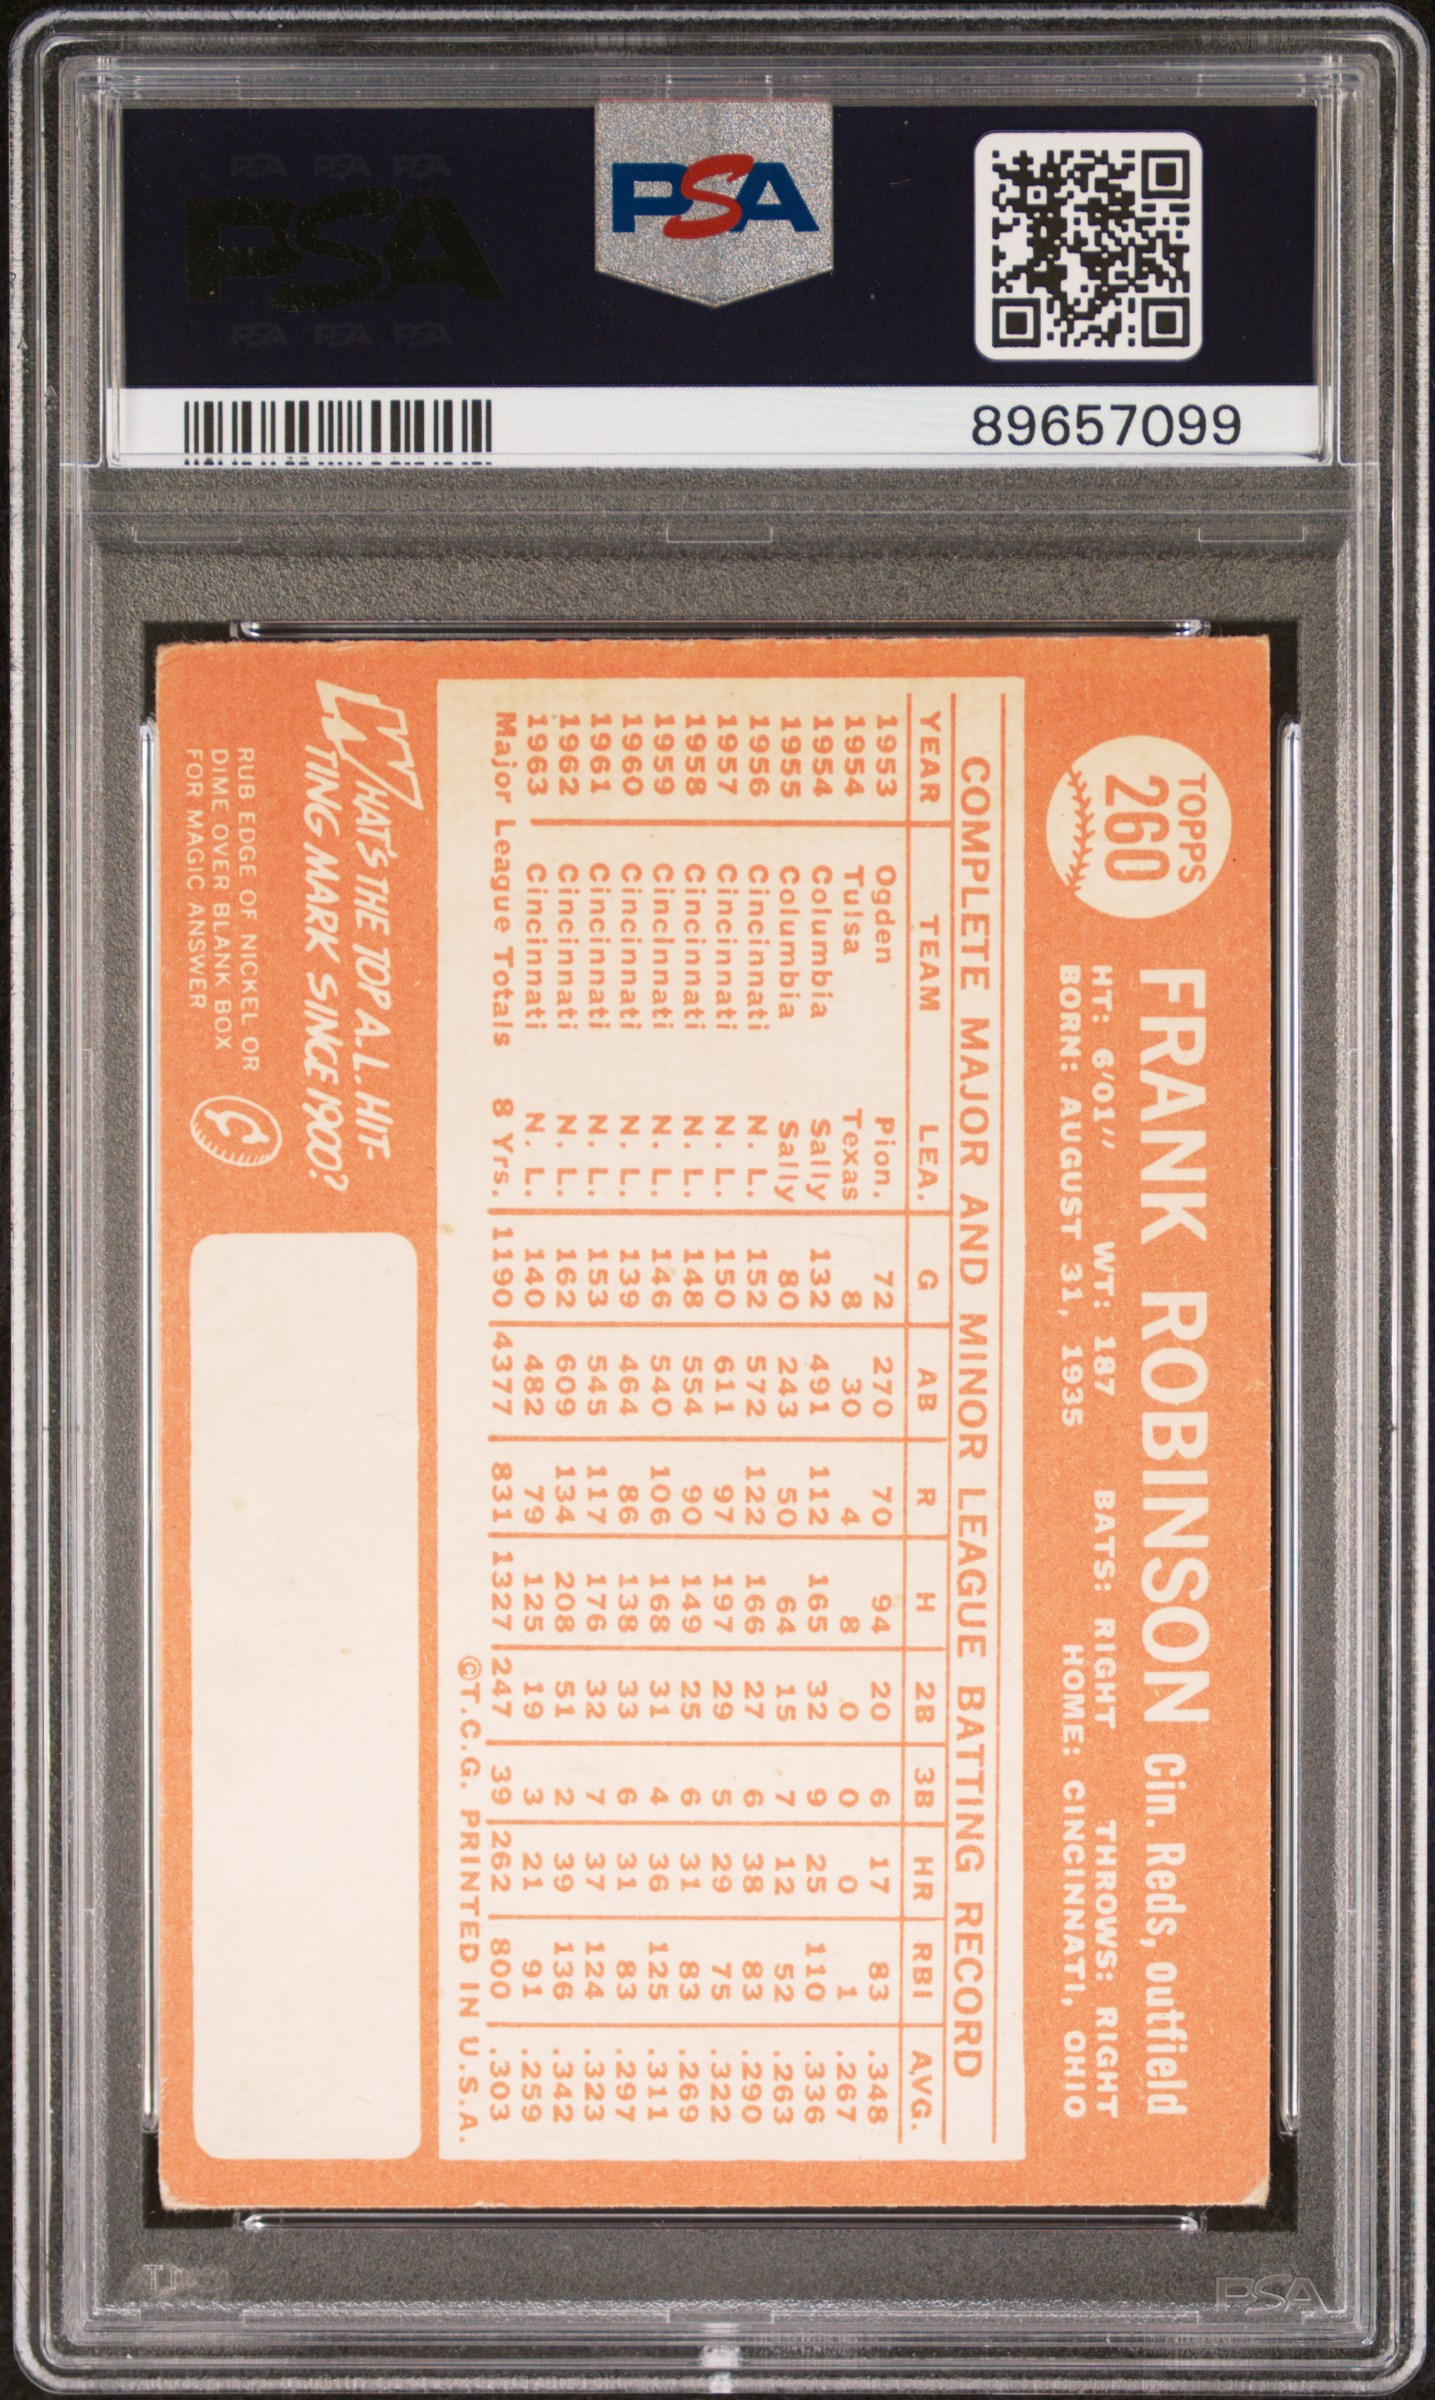 PSA PSA PSA
PSA
PSA PSA PSA
PSA
89657099
TOPPS
260
FRANK ROBINSON Cin. Reds, outfield
HT: 6'01" WT: 187 BATS: RIGHT THROWS: RIGHT
BORN: AUGUST 31, 1935 HOME: CINCINNATI, OHIO
COMPLETE MAJOR AND MINOR LEAGUE BATTING RECORD
YEAR TEAM LEA. G AB R H 2B 3B HR RBI AVG.
1953 Ogden Pion. 72 270 70 94 20 6 17 83 .348
1954 Tulsa Texas 8 30 4 8 0 0 0 1 .267
1954 Columbia Sally 132 491 112 165 32 9 25 110 .336
1955 Columbia Sally 80 243 50 64 15 7 12 52 .263
1956 Cincinnati N. L. 152 572 122 166 27 6 38 83 .290
1957 Cincinnati N. L. 150 611 97 197 29 5 29 75 .322
1958 Cincinnati N. L. 148 554 90 149 25 6 31 83 .269
1959 Cincinnati N. L. 146 540 106 168 31 4 36 125 .311
1960 Cincinnati N. L. 139 464 86 138 33 6 31 83 .297
1961 Cincinnati N. L. 153 545 117 176 32 7 37 124 .323
1962 Cincinnati N. L. 162 609 134 208 51 2 39 136 .342
1963 Cincinnati N. L. 140 482 79 125 19 3 21 91 .259
Major League Totals 8 Yrs. 1190 4377 831 1327 247 39 262 800 .303
©T.C.G. PRINTED IN U.S.A.
WHAT'S THE TOP A.L. HIT-
TING MARK SINCE 1900?
RUB EDGE OF NICKEL OR
DIME OVER BLANK BOX
FOR MAGIC ANSWER
PSA